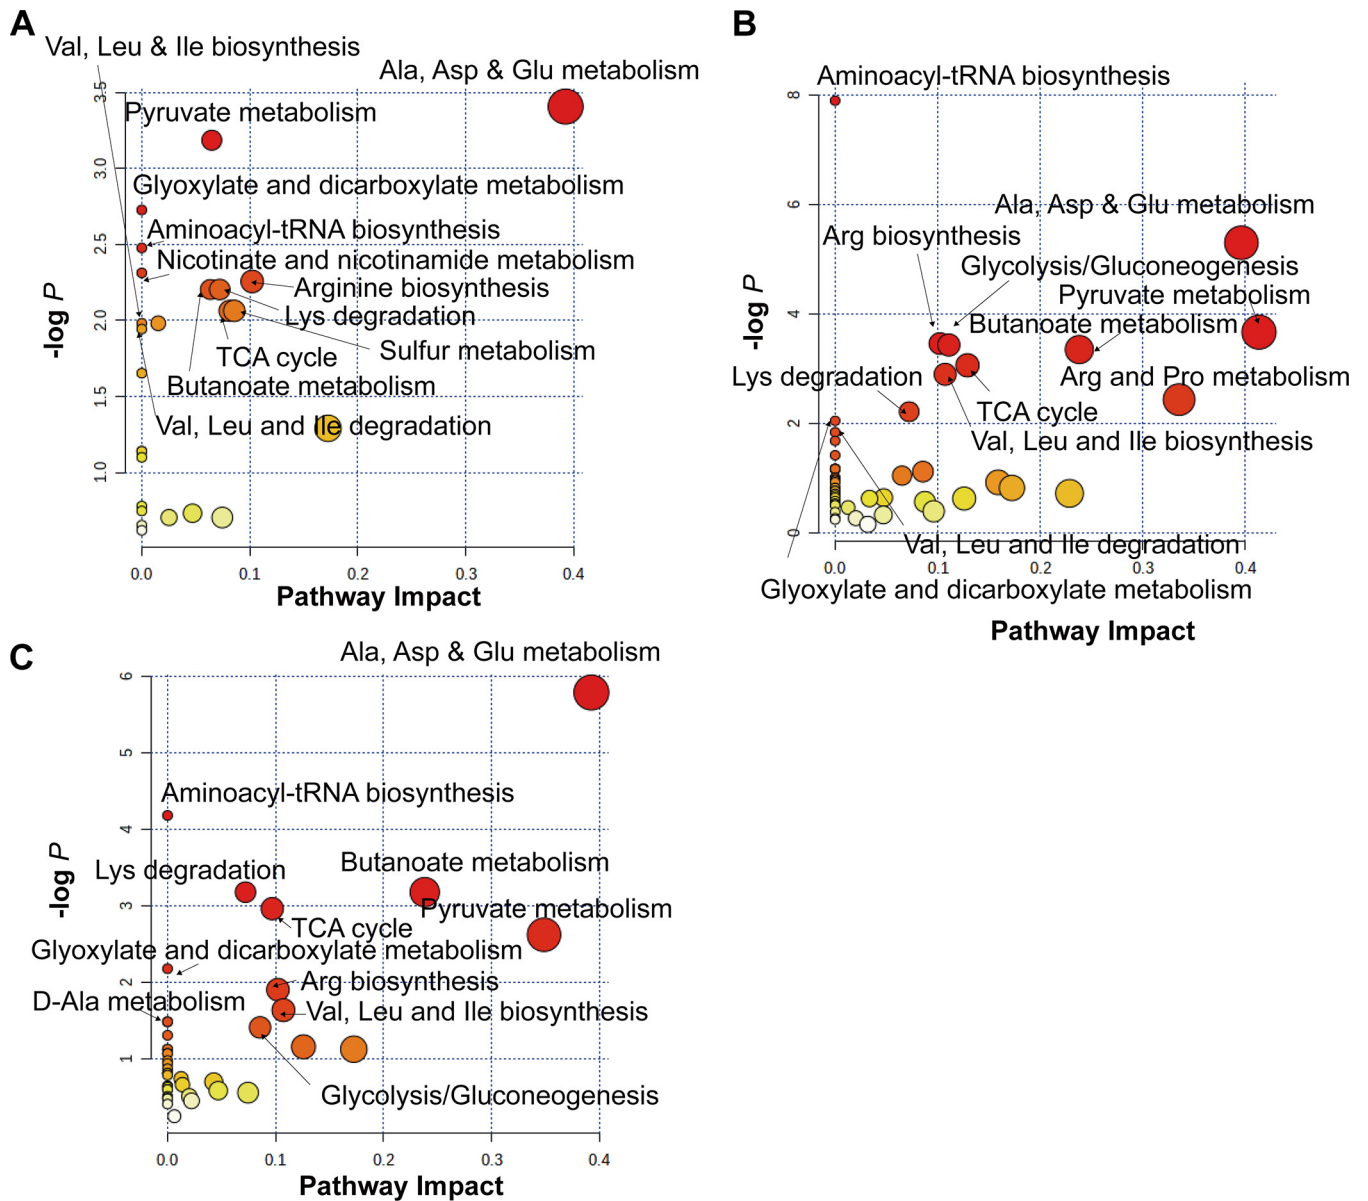 A
Val, Leu & Ile biosynthesis
Ala, Asp & Glu metabolism
Pyruvate metabolism
Glyoxylate and dicarboxylate metabolism
Aminoacyl-tRNA biosynthesis
Nicotinate and nicotinamide metabolism
Arginine biosynthesis
Lys degradation
Sulfur metabolism
TCA cycle
Butanoate metabolism
Val, Leu and Ile degradation
3.5
3.0
2.5
2.0
1.5
1.0
-log P
0.0 0.1 0.2 0.3 0.4
Pathway Impact
B
Aminoacyl-tRNA biosynthesis
Ala, Asp & Glu metabolism
Arg biosynthesis
Glycolysis/Gluconeogenesis
Pyruvate metabolism
Butanoate metabolism
Lys degradation
Arg and Pro metabolism
TCA cycle
Val, Leu and Ile biosynthesis
Val, Leu and Ile degradation
Glyoxylate and dicarboxylate metabolism
8
6
4
2
0
-log P
0.0 0.1 0.2 0.3 0.4
Pathway Impact
C
Ala, Asp & Glu metabolism
Aminoacyl-tRNA biosynthesis
Lys degradation
Butanoate metabolism
Pyruvate metabolism
TCA cycle
Glyoxylate and dicarboxylate metabolism
Arg biosynthesis
D-Ala metabolism
Val, Leu and Ile biosynthesis
Glycolysis/Gluconeogenesis
6
5
4
3
2
1
-log P
0.0 0.1 0.2 0.3 0.4
Pathway Impact